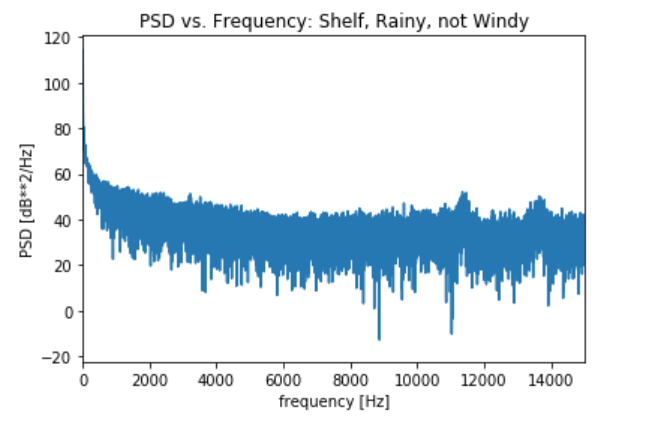 PSD vs. Frequency: Shelf, Rainy, not Windy
120
100
80
60
40
20
0
−20
PSD [dB**2/Hz]
0 2000 4000 6000 8000 10000 12000 14000
frequency [Hz]